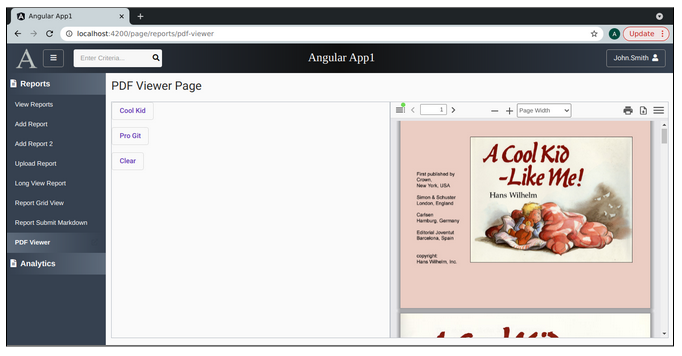 Angular App1
localhost:4200/page/reports/pdf-viewer
A
Update
A
Enter Criteria...
Angular App1
John.Smith
Reports
PDF Viewer Page
View Reports
Add Report
Add Report 2
Upload Report
Long View Report
Report Grid View
Report Submit Markdown
PDF Viewer
Analytics
Cool Kid
Pro Git
Clear
1
Page Width
A Cool Kid
-Like Me!
Hans Wilhelm
First published by
Crown,
New York, USA
Simon & Schuster
London, England
Carlsen
Hamburg, Germany
Editorial Joventut
Barcelona, Spain
copyright
Hans Wilhelm, Inc.